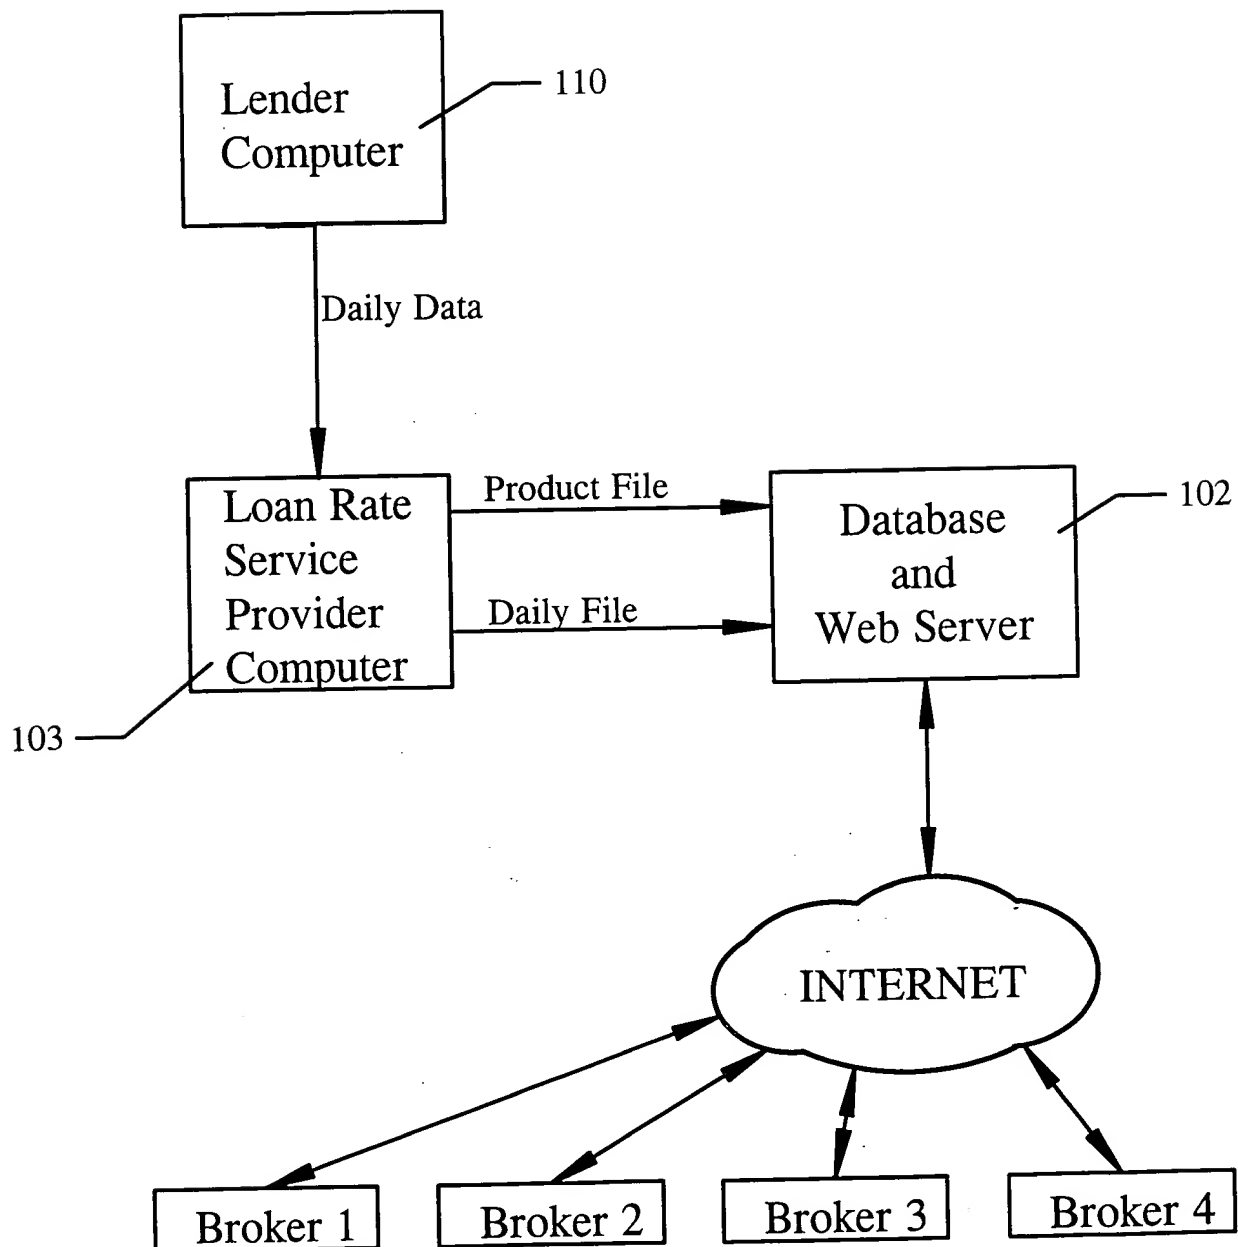 Lender
Computer
110
Daily Data
Loan Rate
Service
Provider
Computer
103
Product File
Daily File
Database
and
Web Server
102
INTERNET
Broker 1
Broker 2
Broker 3
Broker 4